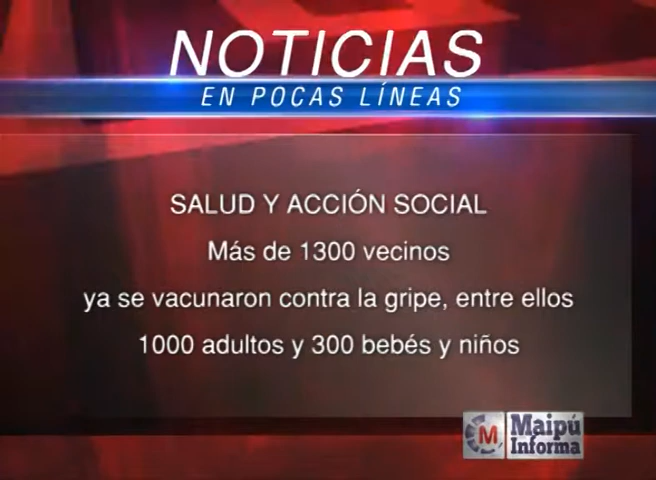 NOTICIAS
EN POCAS LÍNEAS
SALUD Y ACCIÓN SOCIAL
Más de 1300 vecinos
ya se vacunaron contra la gripe, entre ellos
1000 adultos y 300 bebés y niños
M Maipú
Informa